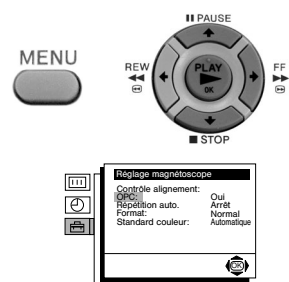 PAUSE
MENU
REW
PLAY
OK
FF
STOP
Réglage magnétoscope
Contrôle alignement:
OPC: Oui
Répétition auto. Arrêt
Format: Normal
Standard couleur: Automatique
OK